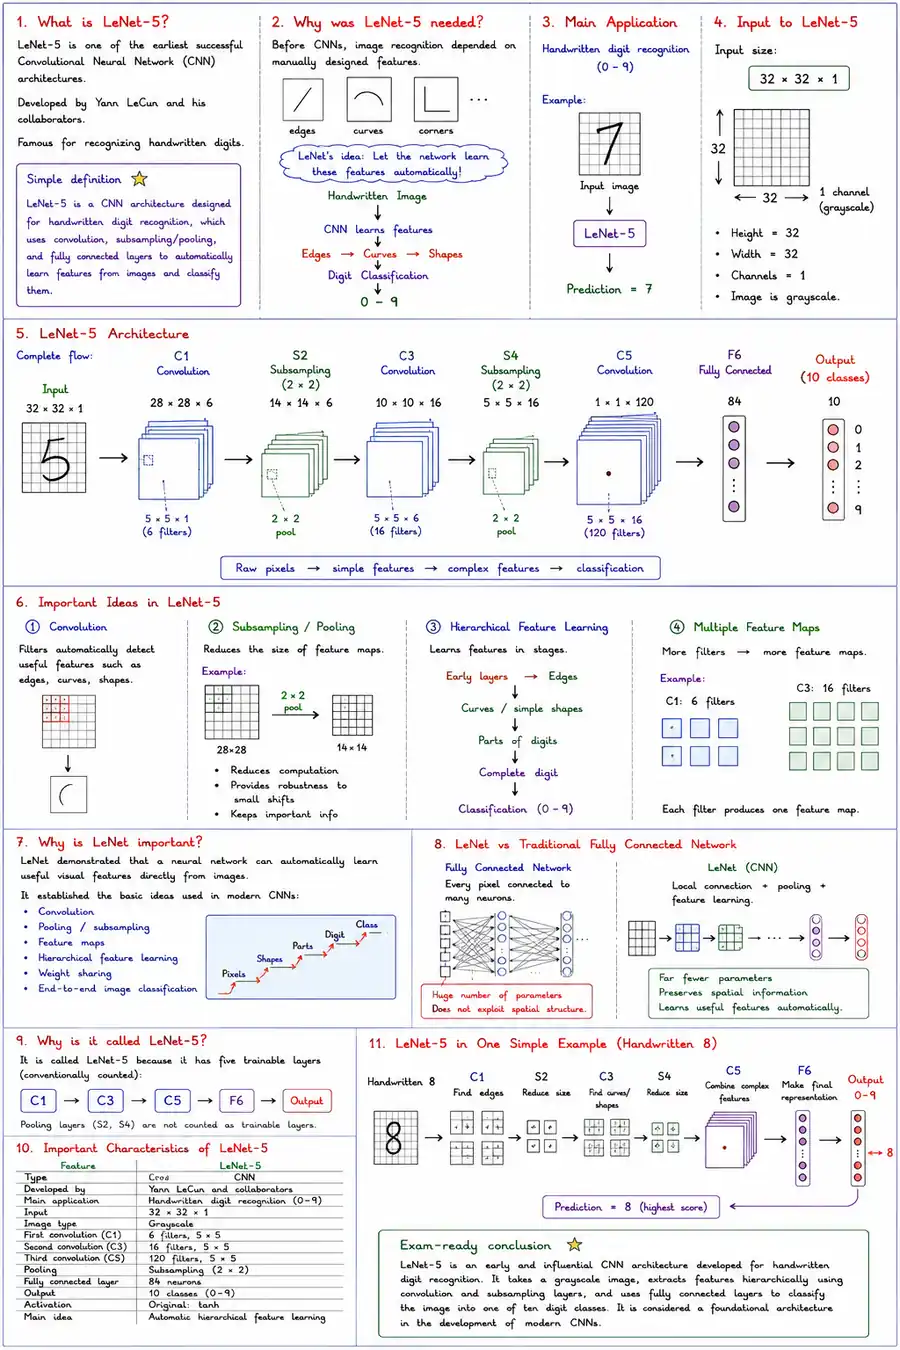 1. What is LeNet-5?
LeNet-5 is one of the earliest successful
Convolutional Neural Network (CNN)
architectures.
Developed by Yann LeCun and his
collaborators.
Famous for recognizing handwritten digits.
Simple definition
LeNet-5 is a CNN architecture designed
for handwritten digit recognition, which
uses convolution, subsampling/pooling,
and fully connected layers to automatically
learn features from images and classify
them.
2. Why was LeNet-5 needed?
Before CNNs, image recognition depended on
manually designed features.
...
edges curves corners
LeNet's idea: Let the network learn
these features automatically!
Handwritten Image
CNN learns features
Edges → Curves → Shapes
Digit Classification
0 - 9
3. Main Application
Handwritten digit recognition
(0 - 9)
Example:
7
Input image
LeNet-5
Prediction = 7
4. Input to LeNet-5
Input size:
32 × 32 × 1
32
32
1 channel
(grayscale)
• Height = 32
• Width = 32
• Channels = 1
• Image is grayscale.
5. LeNet-5 Architecture
Complete flow:
Input
32 × 32 × 1
5
C1
Convolution
28 × 28 × 6
5 × 5 × 1
(6 filters)
S2
Subsampling
(2 × 2)
14 × 14 × 6
2 × 2
pool
C3
Convolution
10 × 10 × 16
5 × 5 × 6
(16 filters)
S4
Subsampling
(2 × 2)
5 × 5 × 16
2 × 2
pool
C5
Convolution
1 × 1 × 120
5 × 5 × 16
(120 filters)
F6
Fully Connected
84
Output
(10 classes)
10
0
1
2
⋮
9
Raw pixels → simple features → complex features → classification
6. Important Ideas in LeNet-5
1 Convolution
Filters automatically detect
useful features such as
edges, curves, shapes.
2 Subsampling / Pooling
Reduces the size of feature maps.
Example:
2 × 2
pool
28×28
14×14
• Reduces computation
• Provides robustness to
small shifts
• Keeps important info
3 Hierarchical Feature Learning
Learns features in stages.
Early layers → Edges
Curves / simple shapes
Parts of digits
Complete digit
Classification (0 - 9)
4 Multiple Feature Maps
More filters → more feature maps.
Example:
C1: 6 filters
C3: 16 filters
Each filter produces one feature map.
7. Why is LeNet important?
LeNet demonstrated that a neural network can automatically learn
useful visual features directly from images.
It established the basic ideas used in modern CNNs:
• Convolution
• Pooling / subsampling
• Feature maps
• Hierarchical feature learning
• Weight sharing
• End-to-end image classification
Pixels
Shapes
Parts
Digit
Class
8. LeNet vs Traditional Fully Connected Network
Fully Connected Network
Every pixel connected to
many neurons.
...
Huge number of parameters
Does not exploit spatial structure.
LeNet (CNN)
Local connection + pooling +
feature learning.
...
Far fewer parameters
Preserves spatial information
Learns useful features automatically.
9. Why is it called LeNet-5?
It is called LeNet-5 because it has five trainable layers
(conventionally counted):
C1 → C3 → C5 → F6 → Output
Pooling layers (S2, S4) are not counted as trainable layers.
10. Important Characteristics of LeNet-5
Feature LeNet-5
Type CNN
Developed by Yann LeCun and collaborators
Main application Handwritten digit recognition (0-9)
Input 32 × 32 × 1
Image type Grayscale
First convolution (C1) 6 filters, 5 × 5
Second convolution (C3) 16 filters, 5 × 5
Third convolution (C5) 120 filters, 5 × 5
Pooling Subsampling (2 × 2)
Fully connected layer 84 neurons
Output 10 classes (0-9)
Activation Original: tanh
Main idea Automatic hierarchical feature learning
11. LeNet-5 in One Simple Example (Handwritten 8)
Handwritten 8
8
C1
Find edges
S2
Reduce size
C3
Find curves/
shapes
S4
Reduce size
C5
Combine complex
features
F6
Make final
representation
Output
0-9
8
Prediction = 8 (highest score)
Exam-ready conclusion
LeNet-5 is an early and influential CNN architecture developed for handwritten
digit recognition. It takes a grayscale image, extracts features hierarchically using
convolution and subsampling layers, and uses fully connected layers to classify
the image into one of ten digit classes. It is considered a foundational architecture
in the development of modern CNNs.